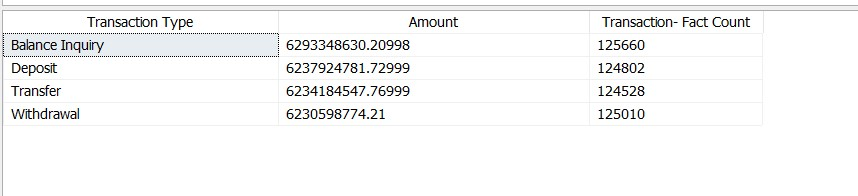 Transaction Type Amount Transaction- Fact Count
Balance Inquiry 6293348630.20998 125660
Deposit 6237924781.72999 124802
Transfer 6234184547.76999 124528
Withdrawal 6230598774.21 125010